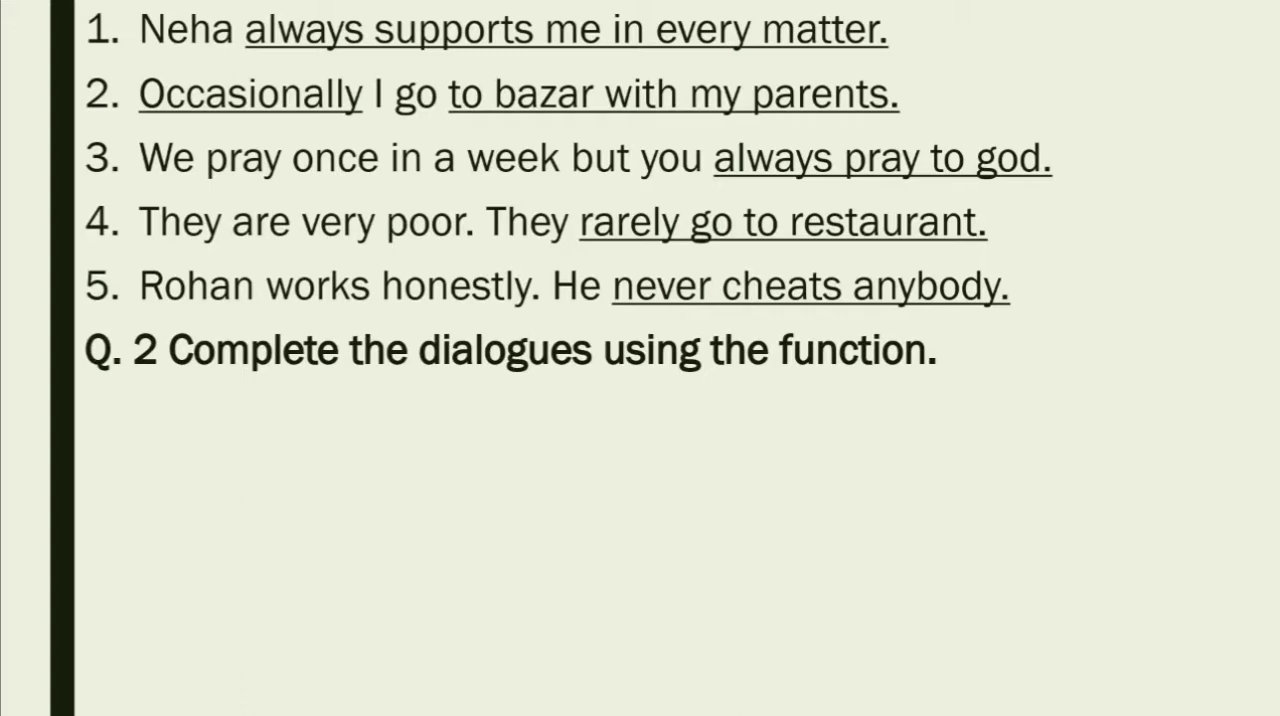 1. Neha always supports me in every matter.
2. Occasionally I go to bazar with my parents.
3. We pray once in a week but you always pray to god.
4. They are very poor. They rarely go to restaurant.
5. Rohan works honestly. He never cheats anybody.
Q. 2 Complete the dialogues using the function.